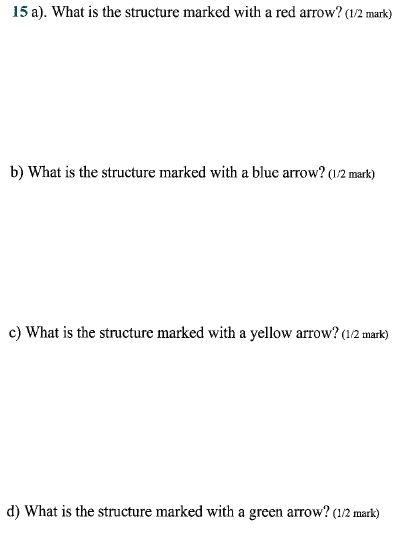 15 a). What is the structure marked with a red arrow? (1/2 mark)
b) What is the structure marked with a blue arrow? (1/2 mark)
c) What is the structure marked with a yellow arrow? (1/2 mark)
d) What is the structure marked with a green arrow? (1/2 mark)